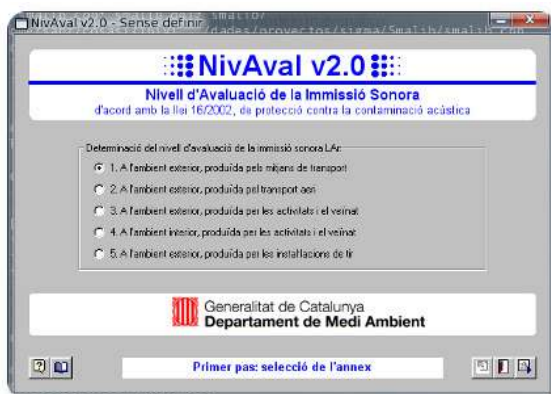 NivAval v2.0 - Sense definir
NivAval v2.0
Nivell d'Avaluació de la Immissió Sonora
d'acord amb la llei 16/2002, de protecció contra la contaminació acústica
Determinació del nivell d'avaluació de la immissió sonora LAr:
1. A l'ambient exterior, produïda pels mitjans de transport
2. A l'ambient exterior, produïda pel transport aeri
3. A l'ambient exterior, produïda per les activitats i el veïnat
4. A l'ambient interior, produïda per les activitats i el veïnat
5. A l'ambient exterior, produïda per les instal·lacions de tir
Generalitat de Catalunya
Departament de Medi Ambient
Primer pas: selecció de l'annex